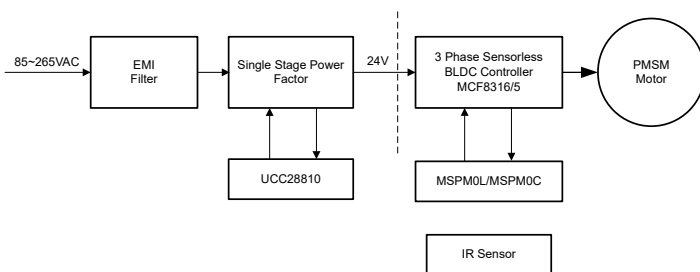 85~265VAC
EMI
Filter
Single Stage Power
Factor
24V
3 Phase Sensorless
BLDC Controller
MCF8316/5
PMSM
Motor
UCC28810
MSPM0L/MSPM0C
IR Sensor